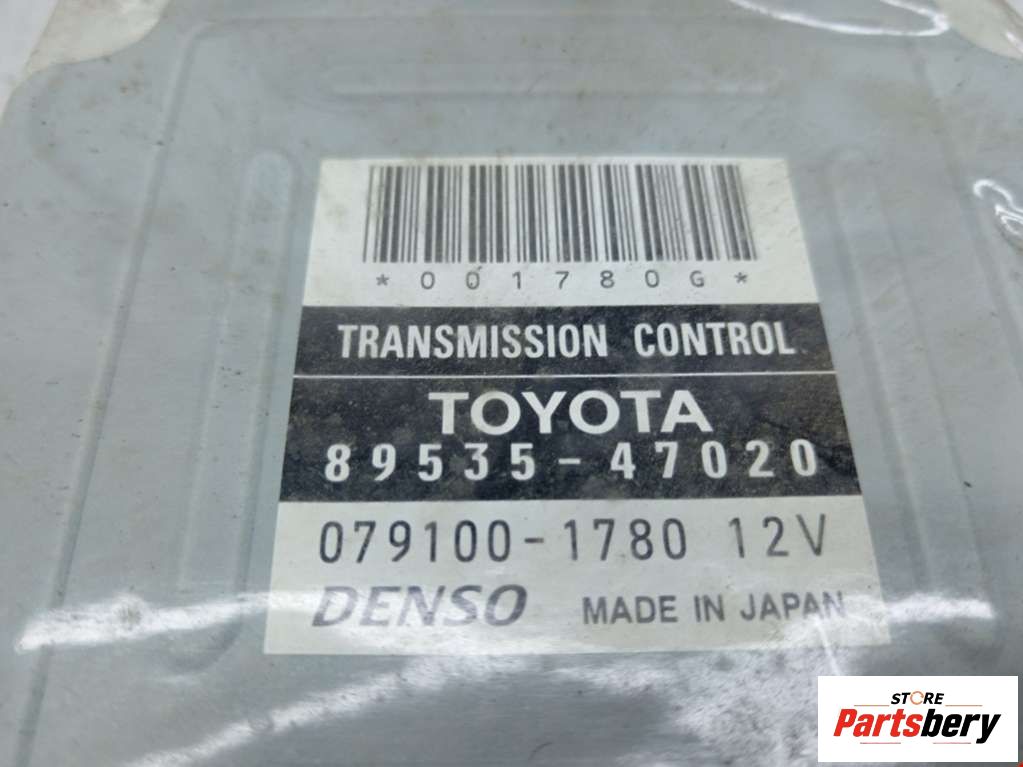 *001780G*
TRANSMISSION CONTROL
TOYOTA
89535-47020
079100-1780 12V
DENSO MADE IN JAPAN
STORE
Partsbery